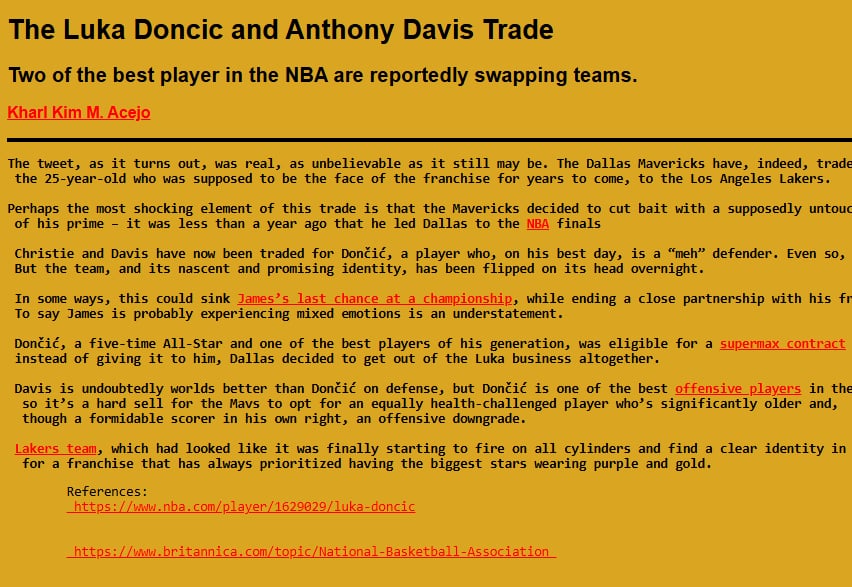 The Luka Doncic and Anthony Davis Trade
Two of the best player in the NBA are reportedly swapping teams.
Kharl Kim M. Acejo
The tweet, as it turns out, was real, as unbelievable as it still may be. The Dallas Mavericks have, indeed, trade
the 25-year-old who was supposed to be the face of the franchise for years to come, to the Los Angeles Lakers.
Perhaps the most shocking element of this trade is that the Mavericks decided to cut bait with a supposedly untouc
of his prime – it was less than a year ago that he led Dallas to the NBA finals
Christie and Davis have now been traded for Dončić, a player who, on his best day, is a “meh” defender. Even so,
But the team, and its nascent and promising identity, has been flipped on its head overnight.
In some ways, this could sink James’s last chance at a championship, while ending a close partnership with his fr
To say James is probably experiencing mixed emotions is an understatement.
Dončić, a five-time All-Star and one of the best players of his generation, was eligible for a supermax contract
instead of giving it to him, Dallas decided to get out of the Luka business altogether.
Davis is undoubtedly worlds better than Dončić on defense, but Dončić is one of the best offensive players in the
so it’s a hard sell for the Mavs to opt for an equally health-challenged player who’s significantly older and,
though a formidable scorer in his own right, an offensive downgrade.
Lakers team, which had looked like it was finally starting to fire on all cylinders and find a clear identity in
for a franchise that has always prioritized having the biggest stars wearing purple and gold.
References:
https://www.nba.com/player/1629029/luka-doncic
https://www.britannica.com/topic/National-Basketball-Association